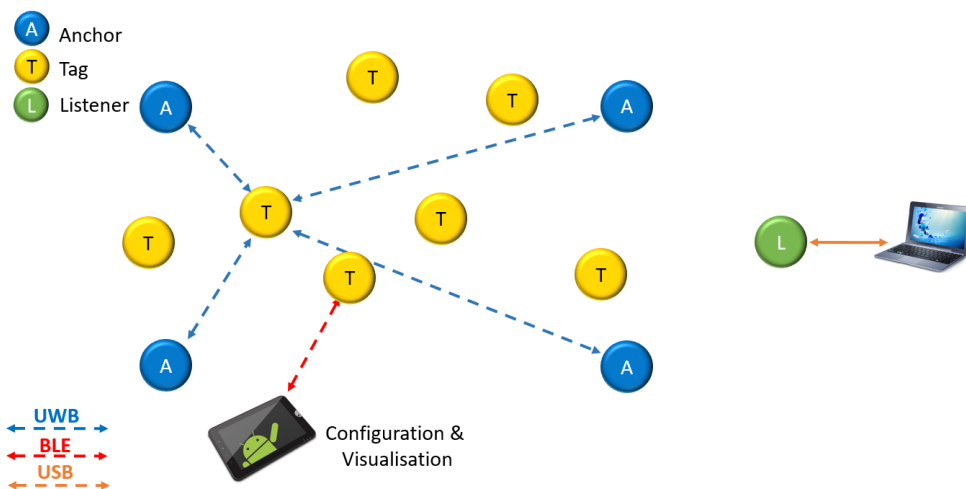 A Anchor
T Tag
L Listener
T
T
A
A
T
T
T
L
T
T
A
A
Configuration &
Visualisation
UWB
BLE
USB